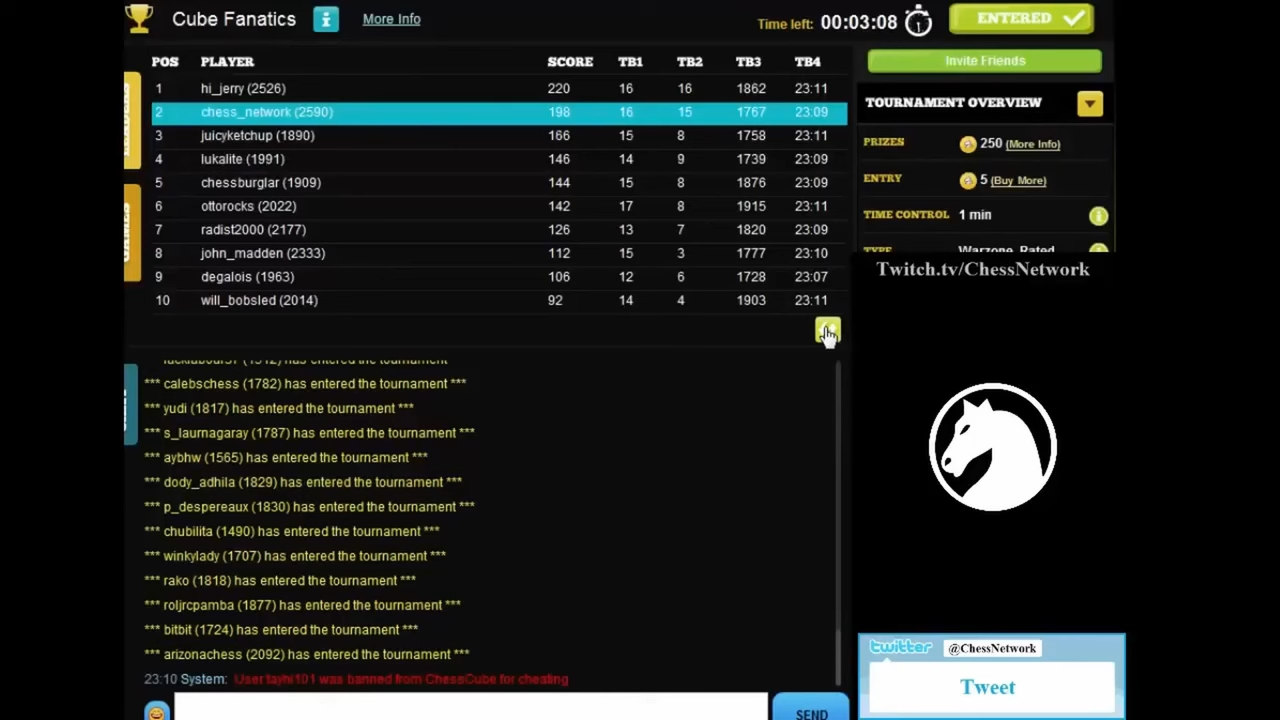 Cube Fanatics i More Info Time left: 00:03:08 ENTERED
Invite Friends
POS PLAYER SCORE TB1 TB2 TB3 TB4
1 hi_jerry (2526) 220 16 16 1862 23:11
2 chess_network (2590) 198 16 15 1767 23:09
3 juicyketchup (1890) 166 15 8 1758 23:11
4 lukalite (1991) 146 14 9 1739 23:09
5 chessburglar (1909) 144 15 8 1876 23:09
6 ottorocks (2022) 142 17 8 1915 23:11
7 radist2000 (2177) 126 13 7 1820 23:09
8 john_madden (2333) 112 15 3 1777 23:10
9 degalois (1963) 106 12 6 1728 23:07
10 will_bobsled (2014) 92 14 4 1903 23:11
TOURNAMENT OVERVIEW
PRIZES 250 (More Info)
ENTRY 5 (Buy More)
TIME CONTROL 1 min
TYPE Warzone, Rated
Twitch.tv/ChessNetwork
has entered the tournament
*** calebschess (1782) has entered the tournament ***
*** yudi (1817) has entered the tournament ***
*** s_laurnagaray (1787) has entered the tournament ***
*** aybhw (1565) has entered the tournament ***
*** dody_adhila (1829) has entered the tournament ***
*** p_despereaux (1830) has entered the tournament ***
*** chubilita (1490) has entered the tournament ***
*** winkylady (1707) has entered the tournament ***
*** rako (1818) has entered the tournament ***
*** roljrcpamba (1877) has entered the tournament ***
*** bitbit (1724) has entered the tournament ***
*** arizonachess (2092) has entered the tournament ***
23:10 System: User tayhl101 was banned from ChessCube for cheating
SEND
twitter @ChessNetwork
Tweet